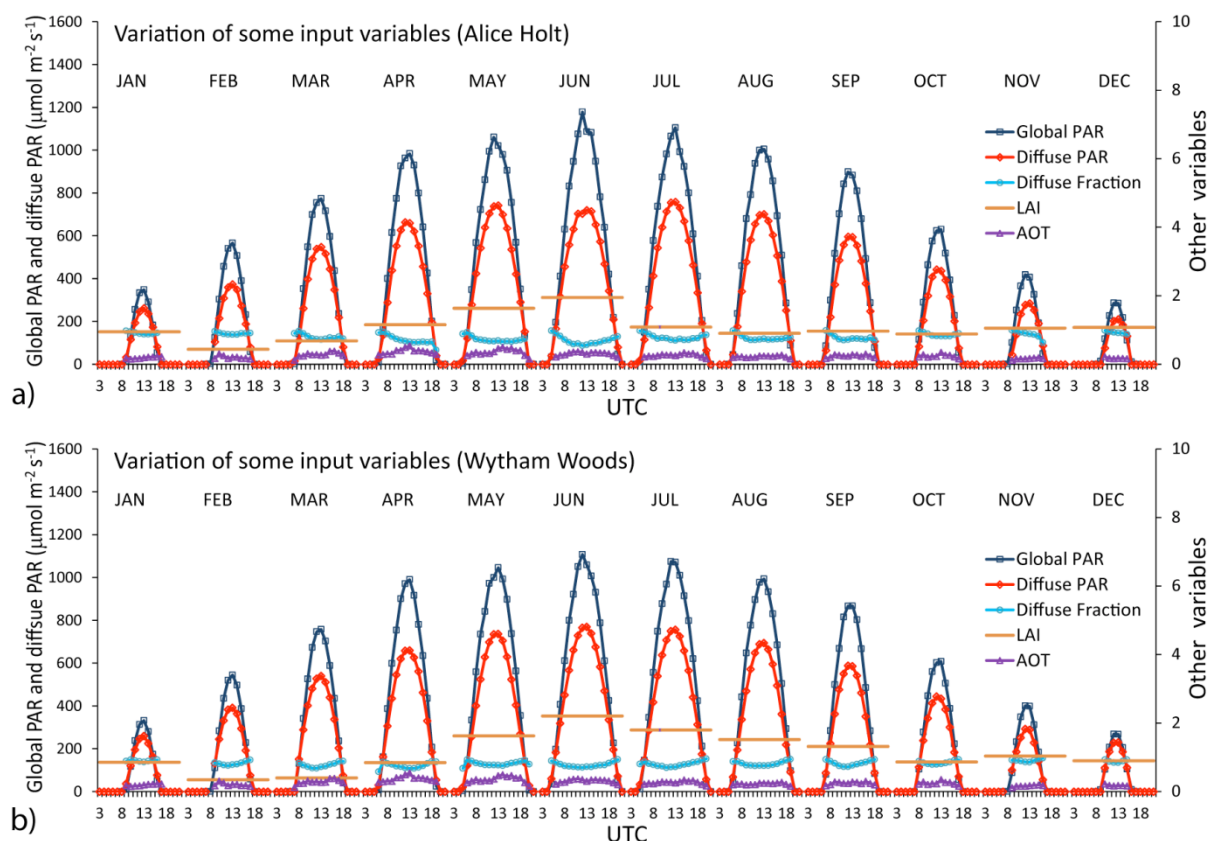 Variation of some input variables (Alice Holt)
Global PAR and diffsue PAR (μmol m⁻² s⁻¹)
1600
1400
1200
1000
800
600
400
200
0
JAN FEB MAR APR MAY JUN JUL AUG SEP OCT NOV DEC
Global PAR
Diffuse PAR
Diffuse Fraction
LAI
AOT
10
8
6
4
2
0
Other variables
3 8 13 18 3 8 13 18 3 8 13 18 3 8 13 18 3 8 13 18 3 8 13 18 3 8 13 18 3 8 13 18 3 8 13 18 3 8 13 18 3 8 13 18 3 8 13 18
UTC
a)
Variation of some input variables (Wytham Woods)
Global PAR and diffsue PAR (μmol m⁻² s⁻¹)
1600
1400
1200
1000
800
600
400
200
0
JAN FEB MAR APR MAY JUN JUL AUG SEP OCT NOV DEC
Global PAR
Diffuse PAR
Diffuse Fraction
LAI
AOT
10
8
6
4
2
0
Other variables
3 8 13 18 3 8 13 18 3 8 13 18 3 8 13 18 3 8 13 18 3 8 13 18 3 8 13 18 3 8 13 18 3 8 13 18 3 8 13 18 3 8 13 18 3 8 13 18
UTC
b)